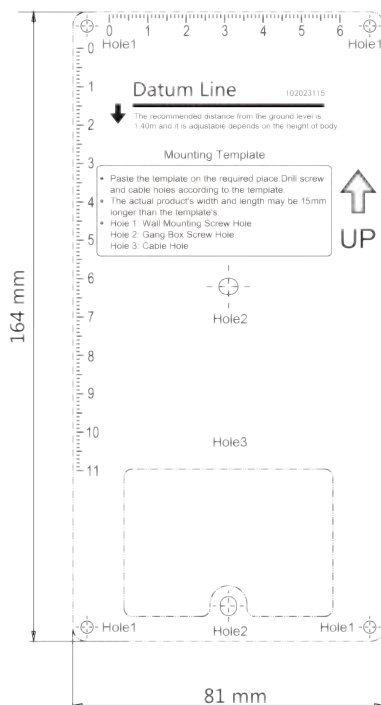 0 1 2 3 4 5 6
Hole1 Hole1
0
1
Datum Line 102023115
2
The recommended distance from the ground level is
1.40m and it is adjustable depends on the height of body
Mounting Template
3
• Paste the template on the required place,Drill screw
and cable holes according to the template.
4
• The actual product's width and length may be 15mm
longer than the template's.
• Hole 1: Wall Mounting Screw Hole
5
Hole 2: Gang Box Screw Hole
Hole 3: Cable Hole
UP
6
7
Hole2
8
9
10
Hole3
11
164 mm
Hole1 Hole2 Hole1
81 mm